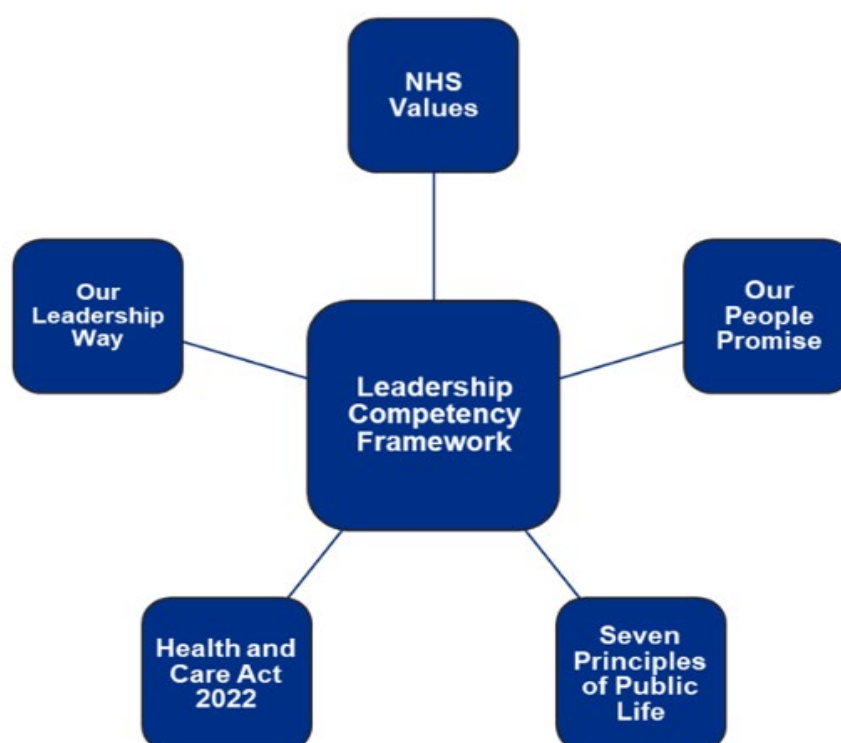 NHS
Values
Our
Leadership
Way
Our
People
Promise
Leadership
Competency
Framework
Health and
Care Act
2022
Seven
Principles
of Public
Life